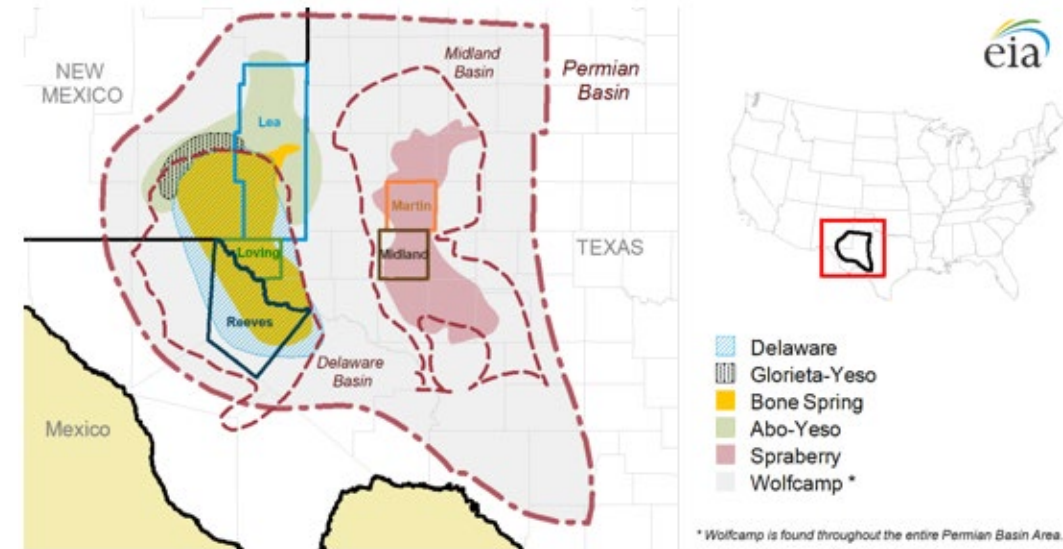 NEW
MEXICO
Lea
Midland
Basin
Permian
Basin
Martin
Loving
Midland
TEXAS
Reeves
Delaware
Basin
Mexico
eia
Delaware
Glorieta-Yeso
Bone Spring
Abo-Yeso
Spraberry
Wolfcamp *
* Wolfcamp is found throughout the entire Permian Basin Area.